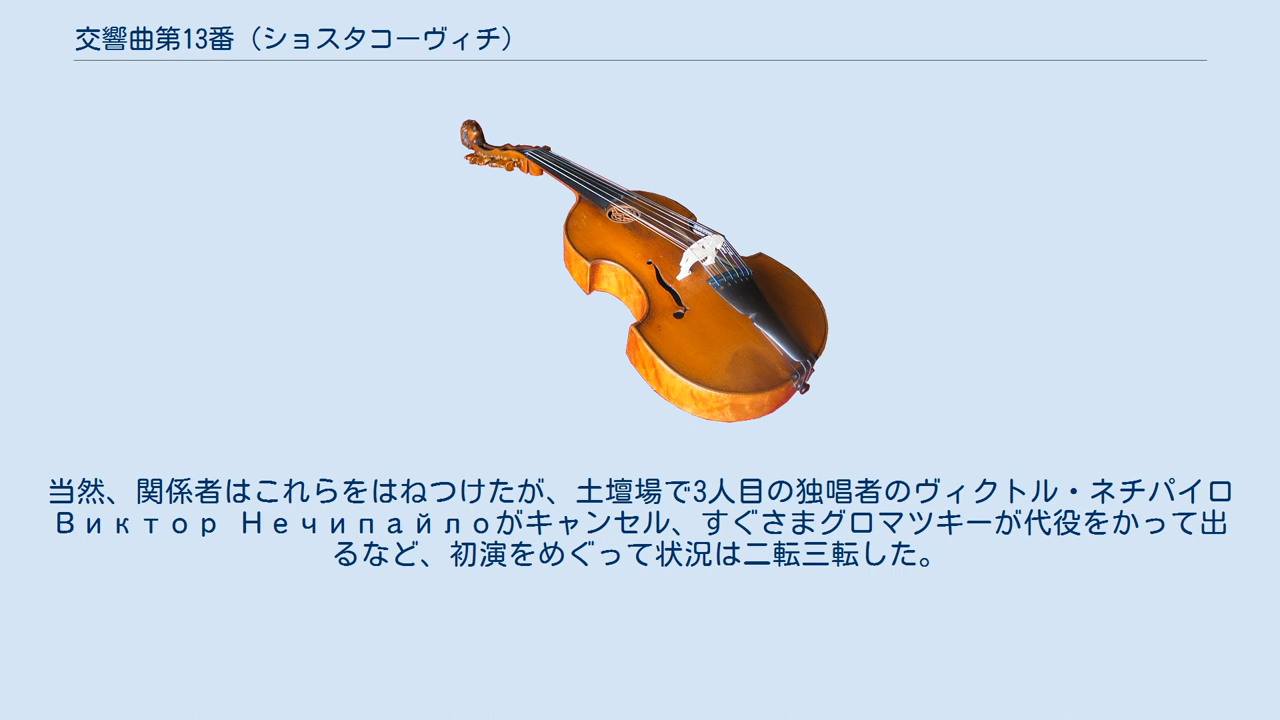 交響曲第13番（ショスタコーヴィチ）
当然、関係者はこれらをはねつけたが、土壇場で3人目の独唱者のヴィクトル・ネチパイロ
Виктор Нечипайлоがキャンセル、すぐさまグロマツキーが代役をかって出
るなど、初演をめぐって状況は二転三転した。